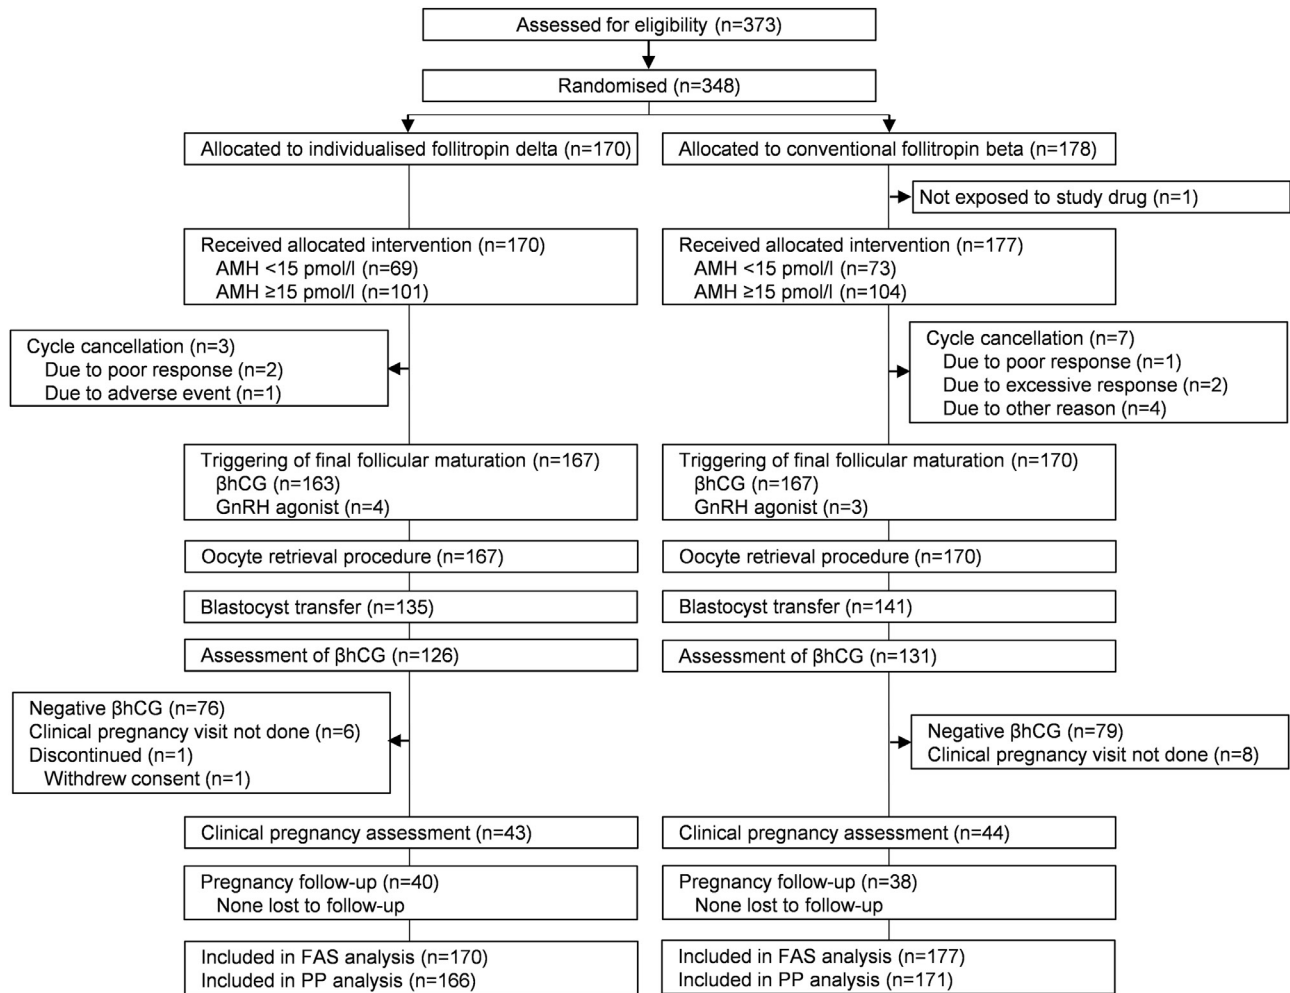 Assessed for eligibility (n=373)
Randomised (n=348)
Allocated to individualised follitropin delta (n=170)
Allocated to conventional follitropin beta (n=178)
Not exposed to study drug (n=1)
Received allocated intervention (n=170)
AMH <15 pmol/l (n=69)
AMH ≥15 pmol/l (n=101)
Received allocated intervention (n=177)
AMH <15 pmol/l (n=73)
AMH ≥15 pmol/l (n=104)
Cycle cancellation (n=3)
Due to poor response (n=2)
Due to adverse event (n=1)
Cycle cancellation (n=7)
Due to poor response (n=1)
Due to excessive response (n=2)
Due to other reason (n=4)
Triggering of final follicular maturation (n=167)
βhCG (n=163)
GnRH agonist (n=4)
Triggering of final follicular maturation (n=170)
βhCG (n=167)
GnRH agonist (n=3)
Oocyte retrieval procedure (n=167)
Oocyte retrieval procedure (n=170)
Blastocyst transfer (n=135)
Blastocyst transfer (n=141)
Assessment of βhCG (n=126)
Assessment of βhCG (n=131)
Negative βhCG (n=76)
Clinical pregnancy visit not done (n=6)
Discontinued (n=1)
Withdrew consent (n=1)
Negative βhCG (n=79)
Clinical pregnancy visit not done (n=8)
Clinical pregnancy assessment (n=43)
Clinical pregnancy assessment (n=44)
Pregnancy follow-up (n=40)
None lost to follow-up
Pregnancy follow-up (n=38)
None lost to follow-up
Included in FAS analysis (n=170)
Included in PP analysis (n=166)
Included in FAS analysis (n=177)
Included in PP analysis (n=171)